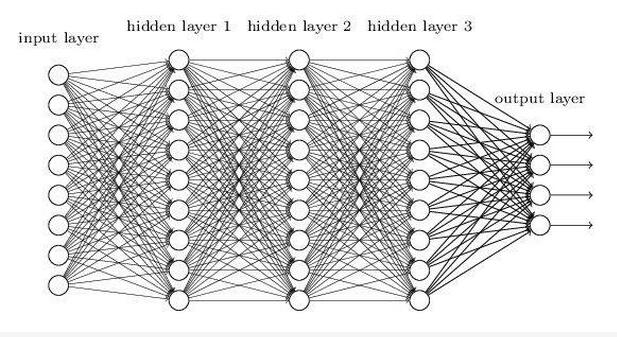 hidden layer 1 hidden layer 2 hidden layer 3
input layer
output layer